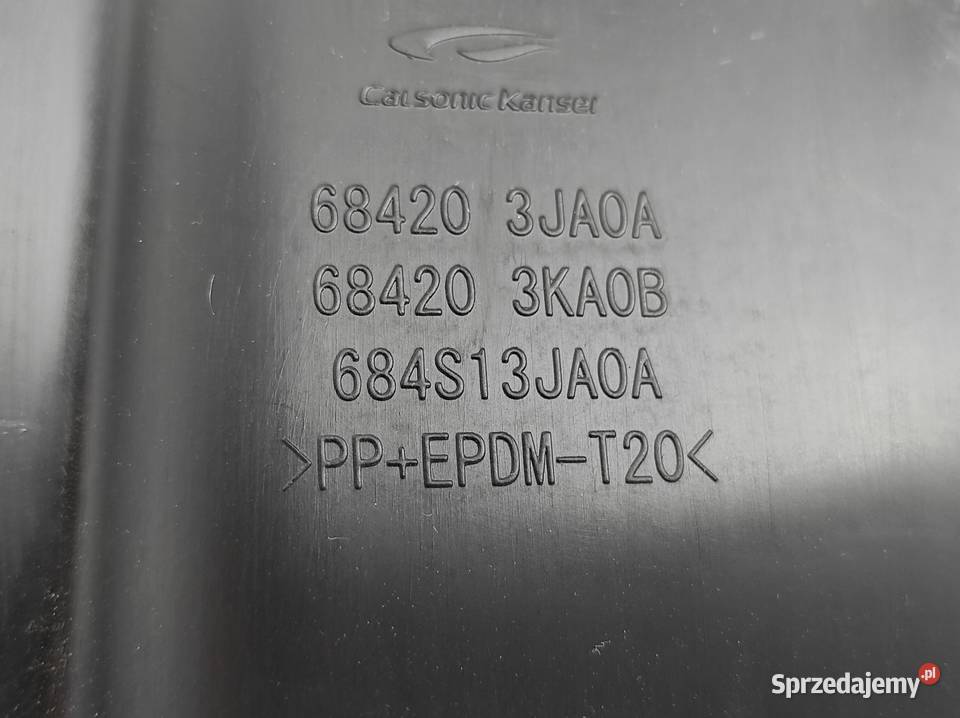 Calsonic Kansei
68420 3JA0A
68420 3KA0B
684S13JA0A
>PP+EPDM-T20<
Sprzedajemy.pl